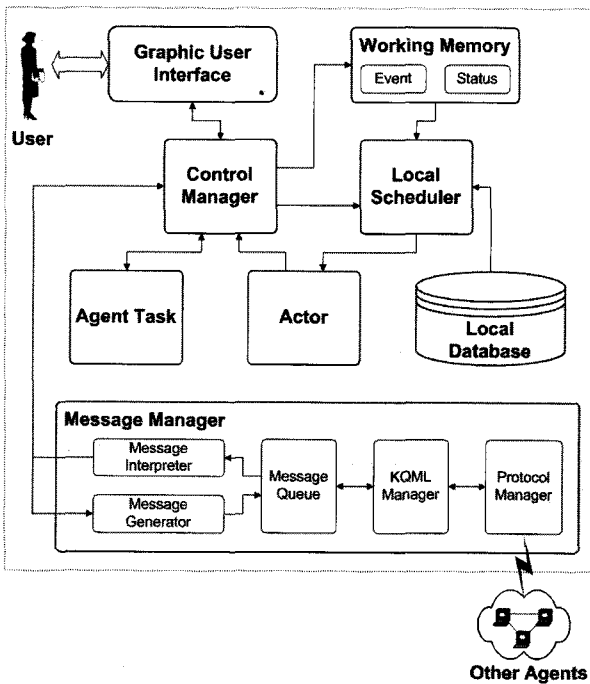 Graphic User
Interface
Working Memory
Event
Status
User
Control
Manager
Local
Scheduler
Agent Task
Actor
Local
Database
Message Manager
Message
Interpreter
Message
Generator
Message
Queue
KQML
Manager
Protocol
Manager
Other Agents